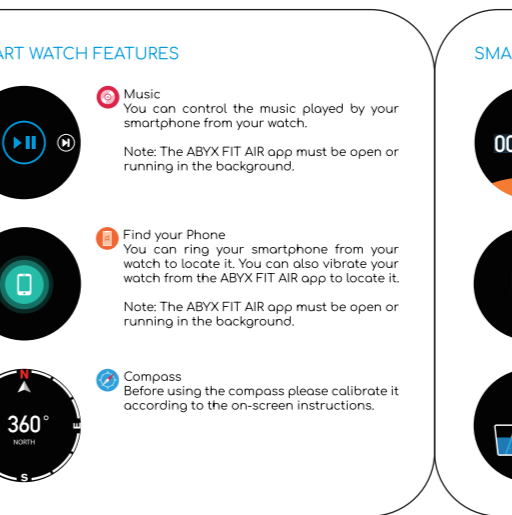 ART WATCH FEATURES
Music
You can control the music played by your
smartphone from your watch.
Note: The ABYX FIT AIR app must be open or
running in the background.
Find your Phone
You can ring your smartphone from your
watch to locate it. You can also vibrate your
watch from the ABYX FIT AIR app to locate it.
Note: The ABYX FIT AIR app must be open or
running in the background.
N
360°
NORTH
E
S
Compass
Before using the compass please calibrate it
according to the on-screen instructions.
SMA
00